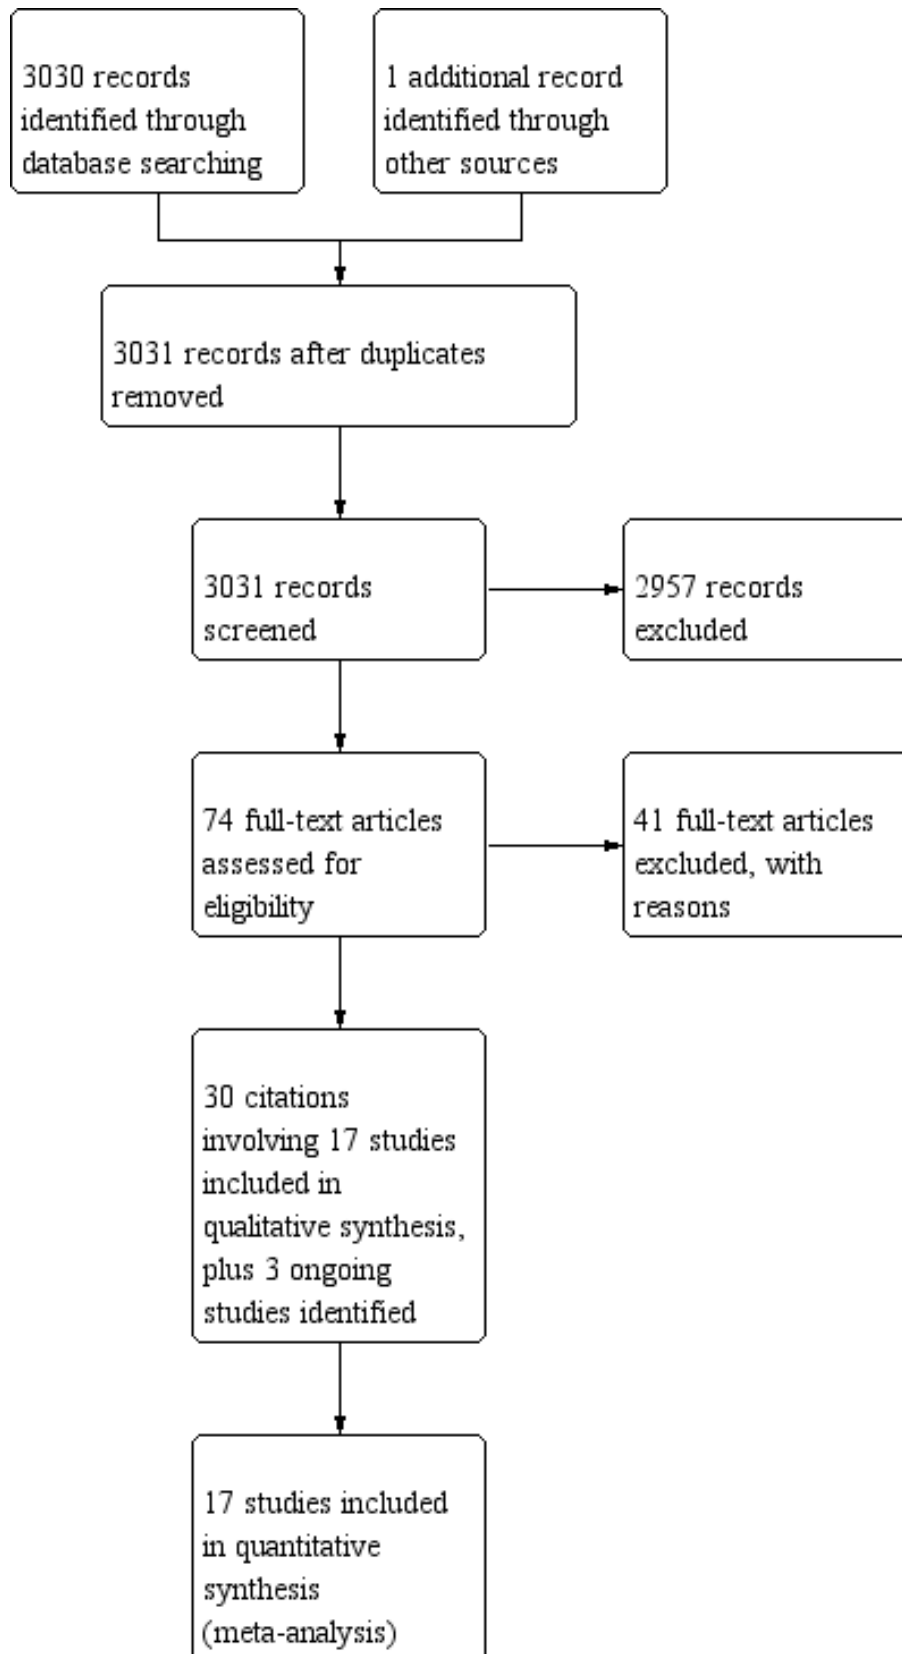 3030 records
identified through
database searching
1 additional record
identified through
other sources
3031 records after duplicates
removed
3031 records
screened
2957 records
excluded
74 full-text articles
assessed for
eligibility
41 full-text articles
excluded, with
reasons
30 citations
involving 17 studies
included in
qualitative synthesis,
plus 3 ongoing
studies identified
17 studies included
in quantitative
synthesis
(meta-analysis)